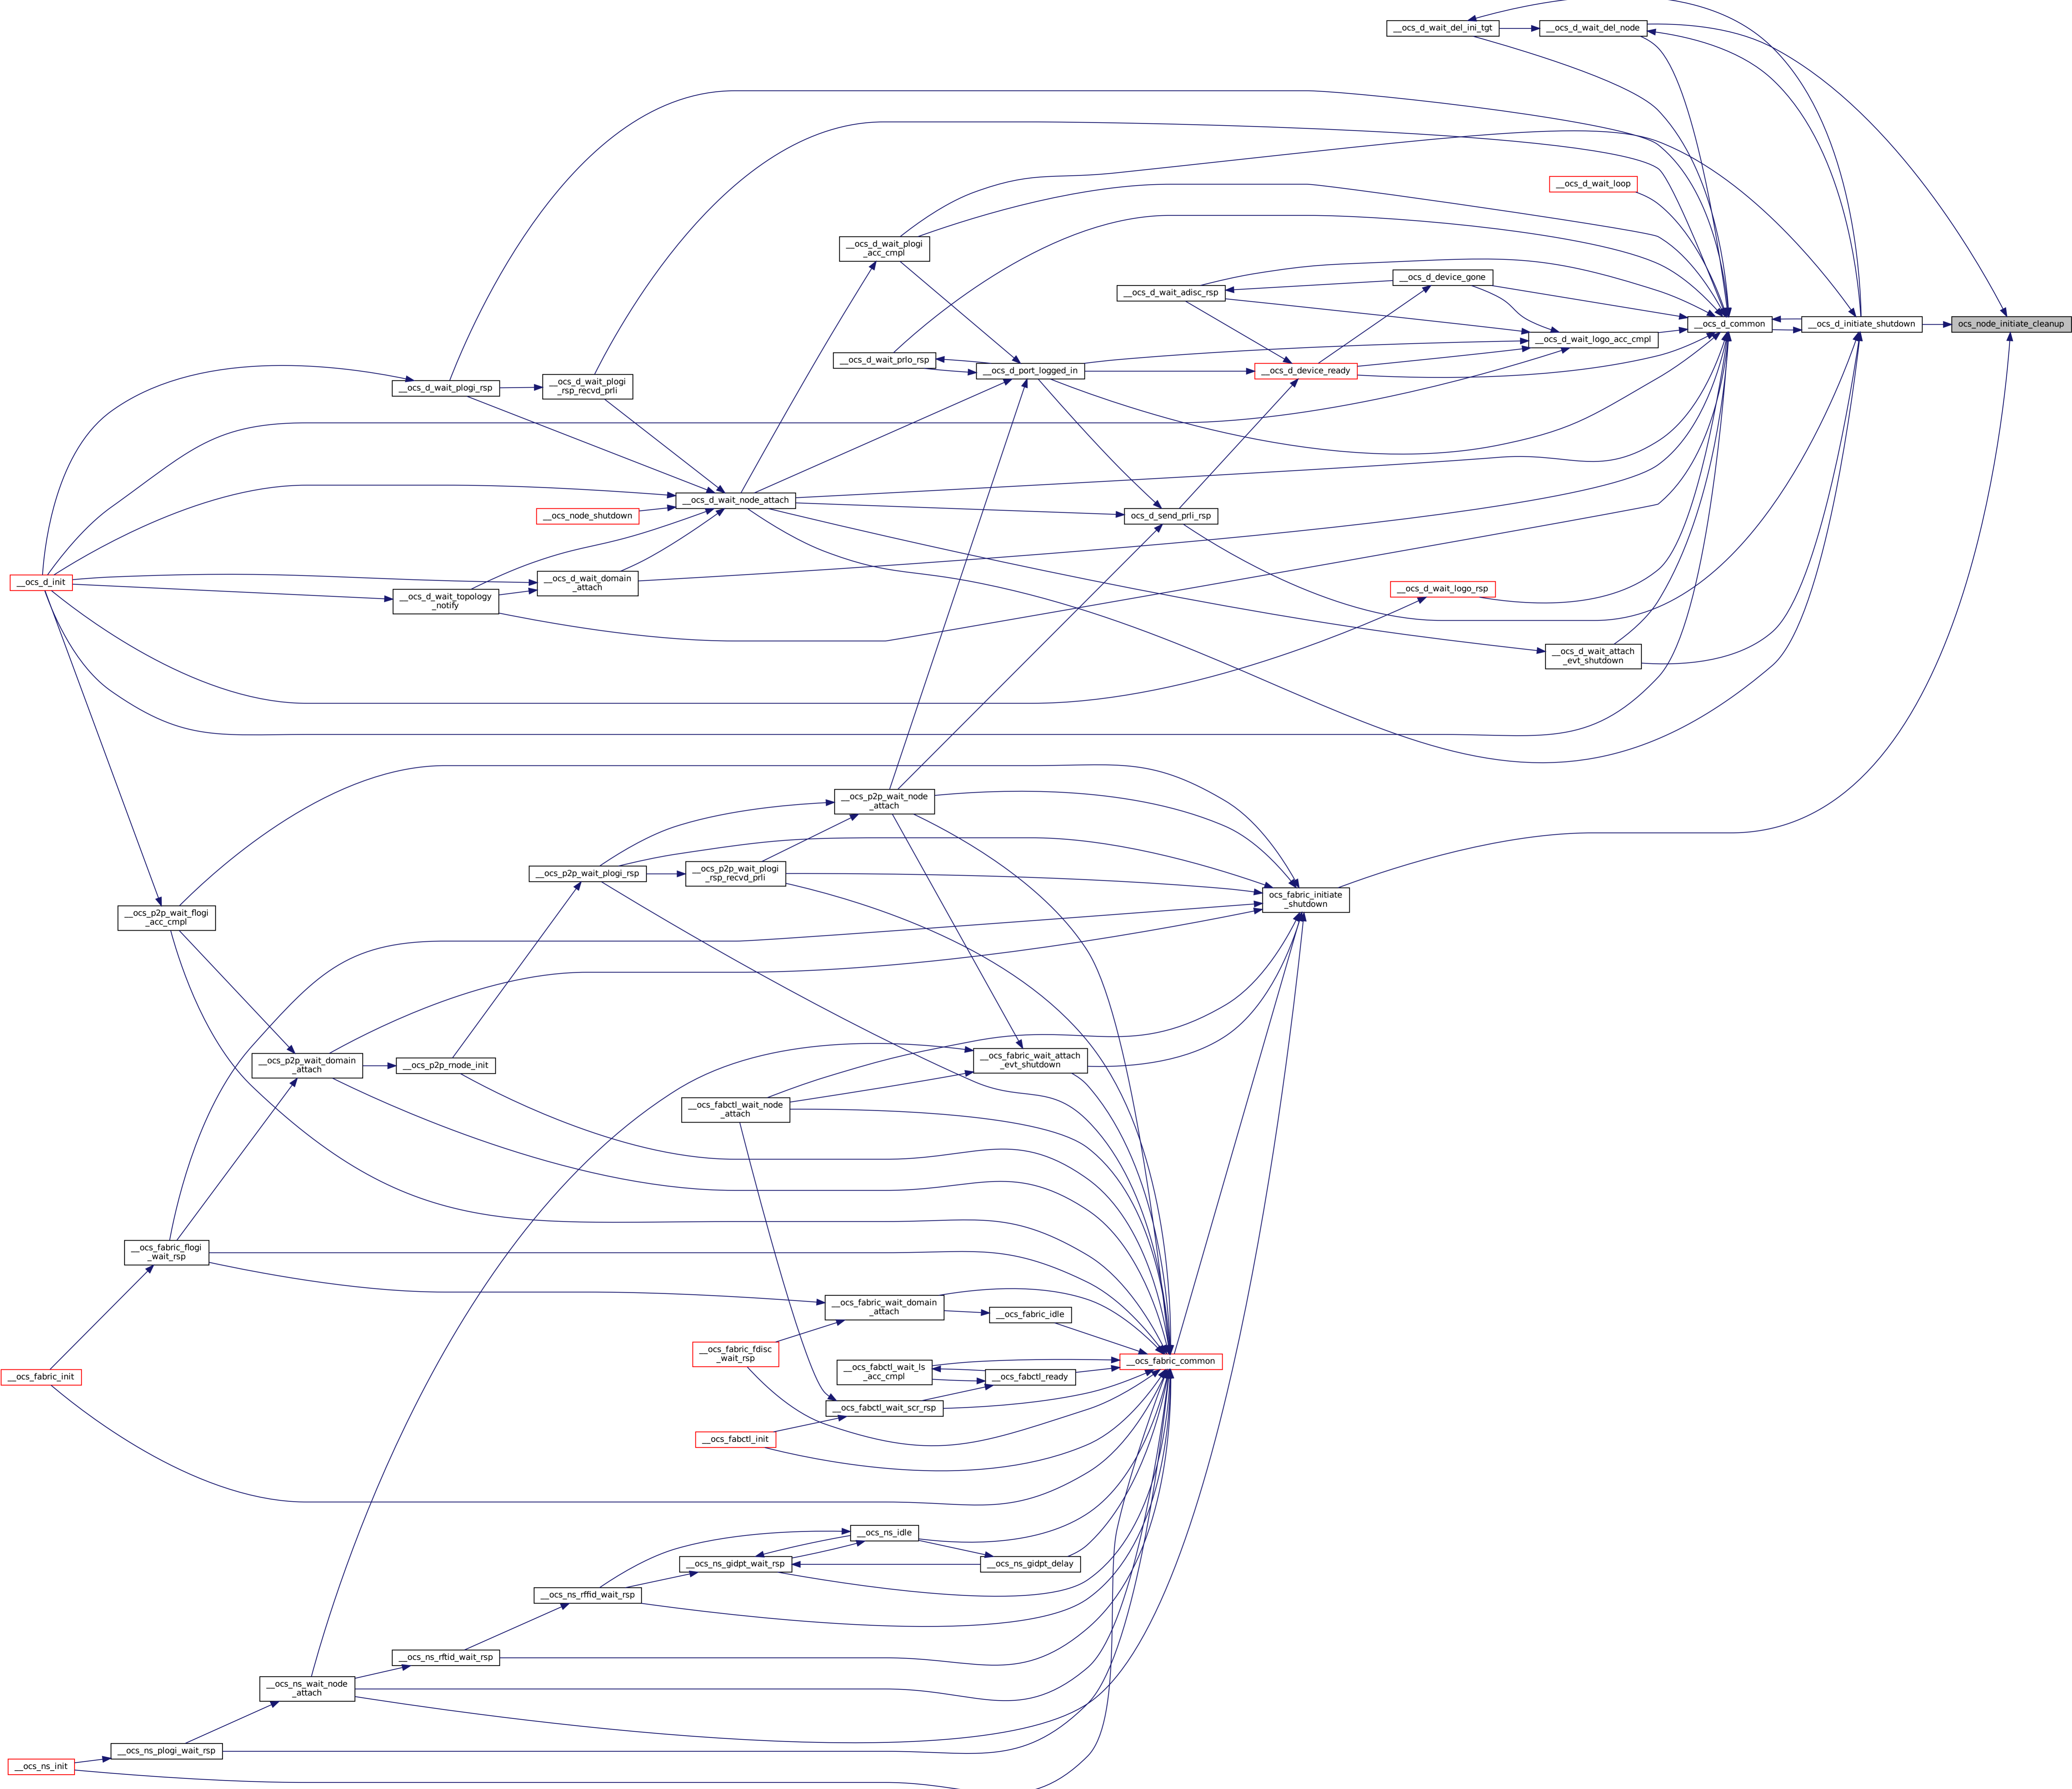 __ocs_d_wait_del_ini_tgt
__ocs_d_wait_del_node
__ocs_d_wait_loop
__ocs_d_wait_plogi
_acc_cmpl
__ocs_d_device_gone
__ocs_d_wait_adisc_rsp
__ocs_d_common
__ocs_d_initiate_shutdown
ocs_node_initiate_cleanup
__ocs_d_wait_logo_acc_cmpl
__ocs_d_wait_prlo_rsp
__ocs_d_port_logged_in
__ocs_d_device_ready
__ocs_d_wait_plogi_rsp
__ocs_d_wait_plogi
_rsp_recvd_prli
__ocs_d_wait_node_attach
__ocs_node_shutdown
ocs_d_send_prli_rsp
__ocs_d_init
__ocs_d_wait_domain
_attach
__ocs_d_wait_topology
_notify
__ocs_d_wait_logo_rsp
__ocs_d_wait_attach
_evt_shutdown
__ocs_p2p_wait_node
_attach
__ocs_p2p_wait_plogi_rsp
__ocs_p2p_wait_plogi
_rsp_recvd_prli
ocs_fabric_initiate
_shutdown
__ocs_p2p_wait_flogi
_acc_cmpl
__ocs_p2p_wait_domain
_attach
__ocs_p2p_rnode_init
__ocs_fabric_wait_attach
_evt_shutdown
__ocs_fabctl_wait_node
_attach
__ocs_fabric_flogi
_wait_rsp
__ocs_fabric_wait_domain
_attach
__ocs_fabric_idle
__ocs_fabric_fdisc
_wait_rsp
__ocs_fabric_common
__ocs_fabctl_wait_ls
_acc_cmpl
__ocs_fabctl_ready
__ocs_fabric_init
__ocs_fabctl_wait_scr_rsp
__ocs_fabctl_init
__ocs_ns_idle
__ocs_ns_gidpt_wait_rsp
__ocs_ns_gidpt_delay
__ocs_ns_rffid_wait_rsp
__ocs_ns_rftid_wait_rsp
__ocs_ns_wait_node
_attach
__ocs_ns_plogi_wait_rsp
__ocs_ns_init